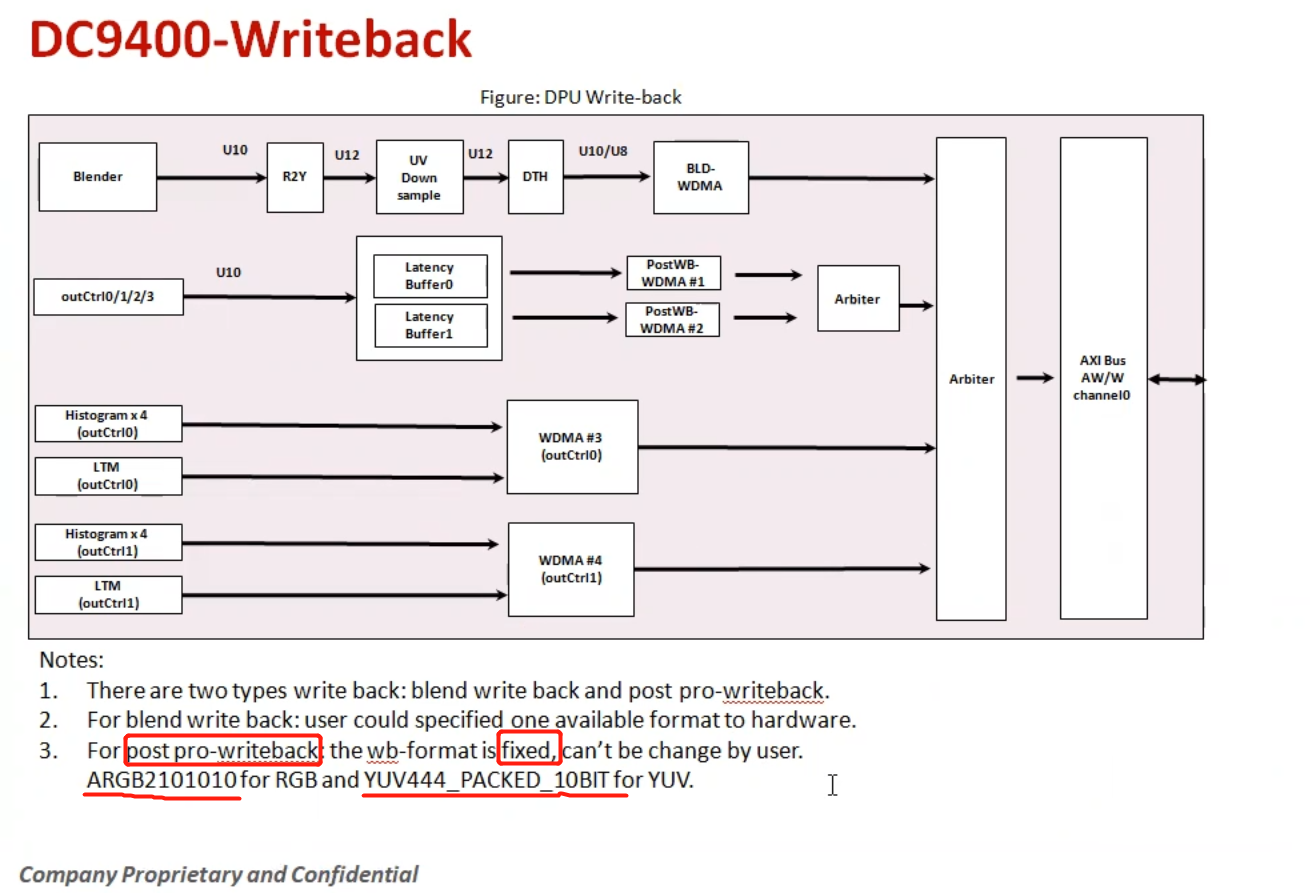 DC9400-Writeback
Figure: DPU Write-back
Blender
U10
R2Y
U12
UV
Down
sample
U12
DTH
U10/U8
BLD-
WDMA
outCtrl0/1/2/3
U10
Latency
Buffer0
Latency
Buffer1
PostWB-
WDMA #1
PostWB-
WDMA #2
Arbiter
Histogram x 4
(outCtrl0)
LTM
(outCtrl0)
WDMA #3
(outCtrl0)
Histogram x 4
(outCtrl1)
LTM
(outCtrl1)
WDMA #4
(outCtrl1)
Arbiter
AXI Bus
AW/W
channel0
Notes:
1. There are two types write back: blend write back and post pro-writeback.
2. For blend write back: user could specified one available format to hardware.
3. For post pro-writeback: the wb-format is fixed, can't be change by user.
ARGB2101010 for RGB and YUV444_PACKED_10BIT for YUV.
Company Proprietary and Confidential